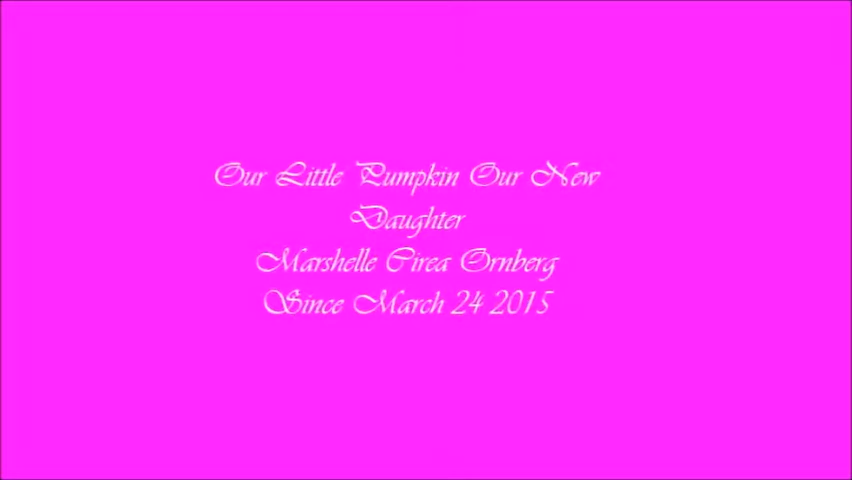 Our Little Pumpkin Our New
Daughter
Marshelle Cirea Ornberg
Since March 24 2015